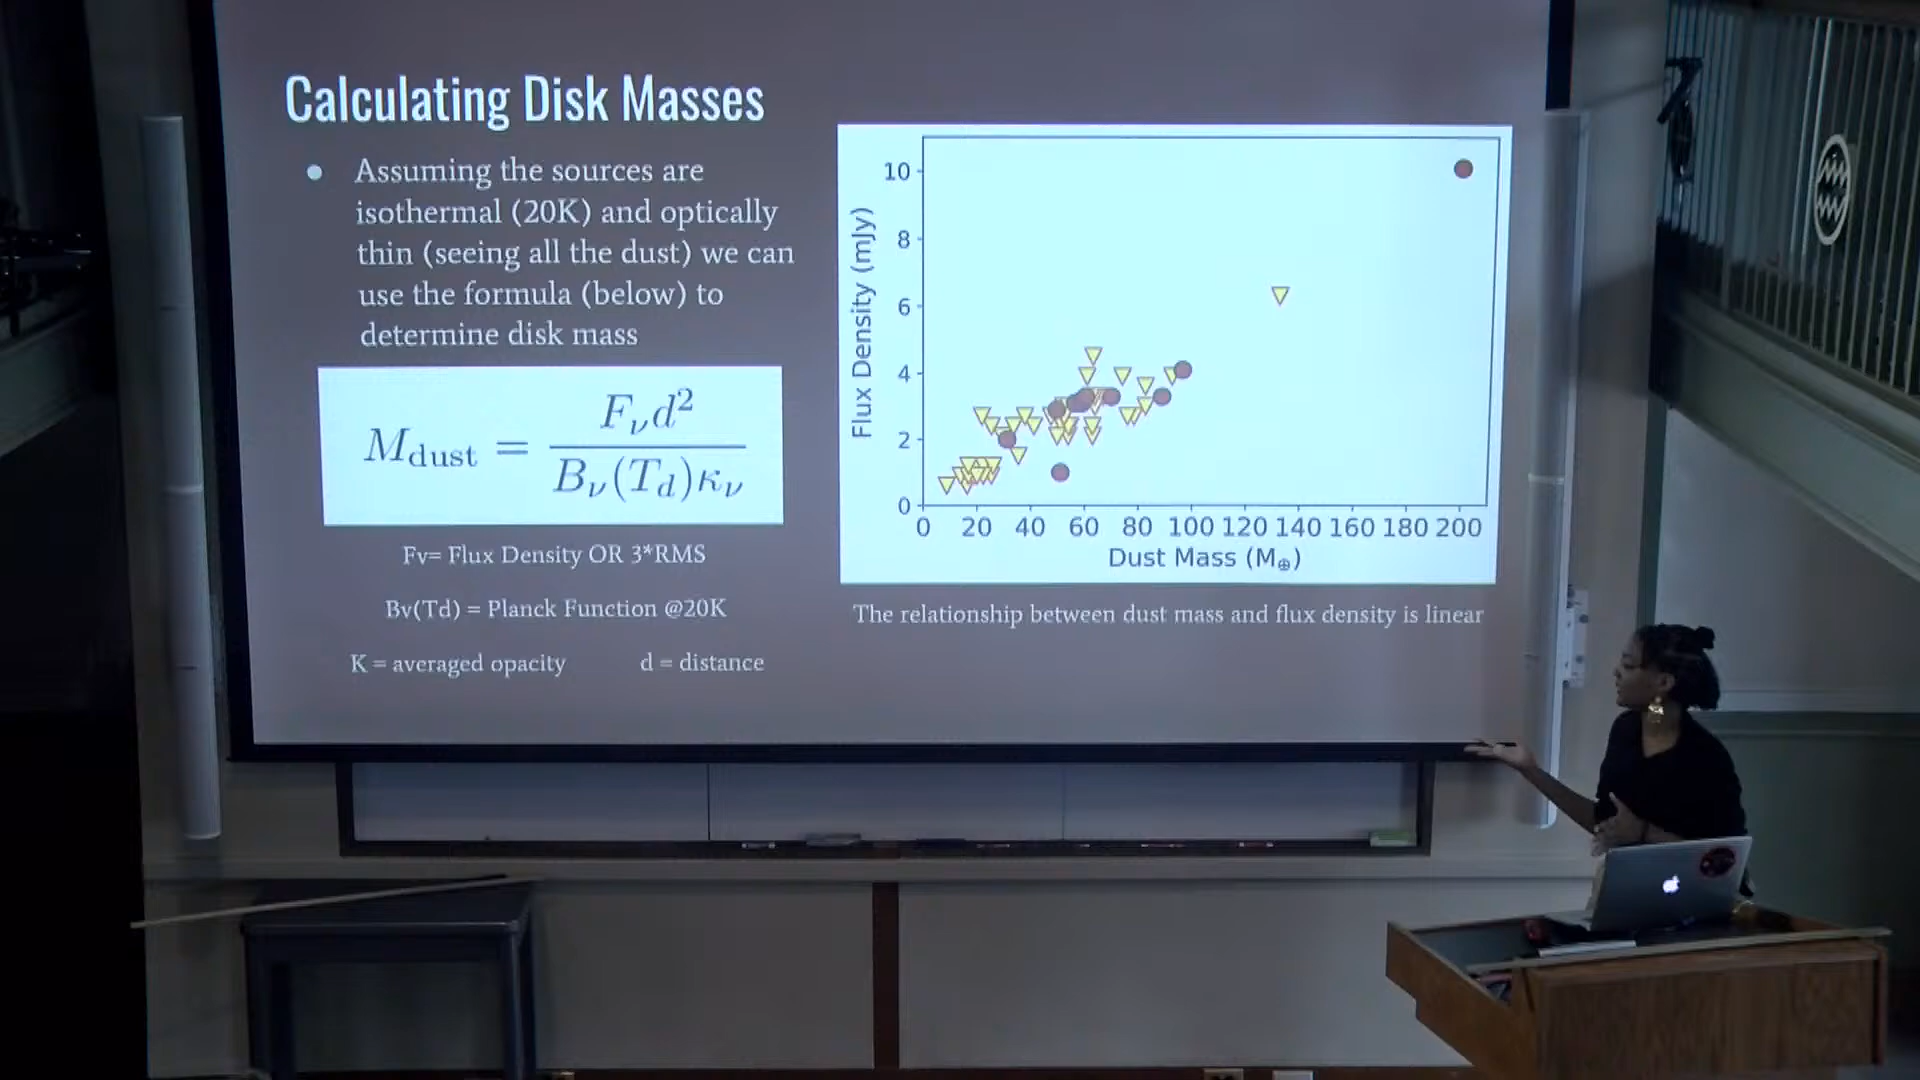 Calculating Disk Masses
● Assuming the sources are
isothermal (20K) and optically
thin (seeing all the dust) we can
use the formula (below) to
determine disk mass
M_dust = F_ν d² / B_ν(T_d)κ_ν
Fv= Flux Density OR 3*RMS
Bv(Td) = Planck Function @20K
K = averaged opacity d = distance
Flux Density (mJy)
10
8
6
4
2
0
0 20 40 60 80 100 120 140 160 180 200
Dust Mass (M⊕)
The relationship between dust mass and flux density is linear